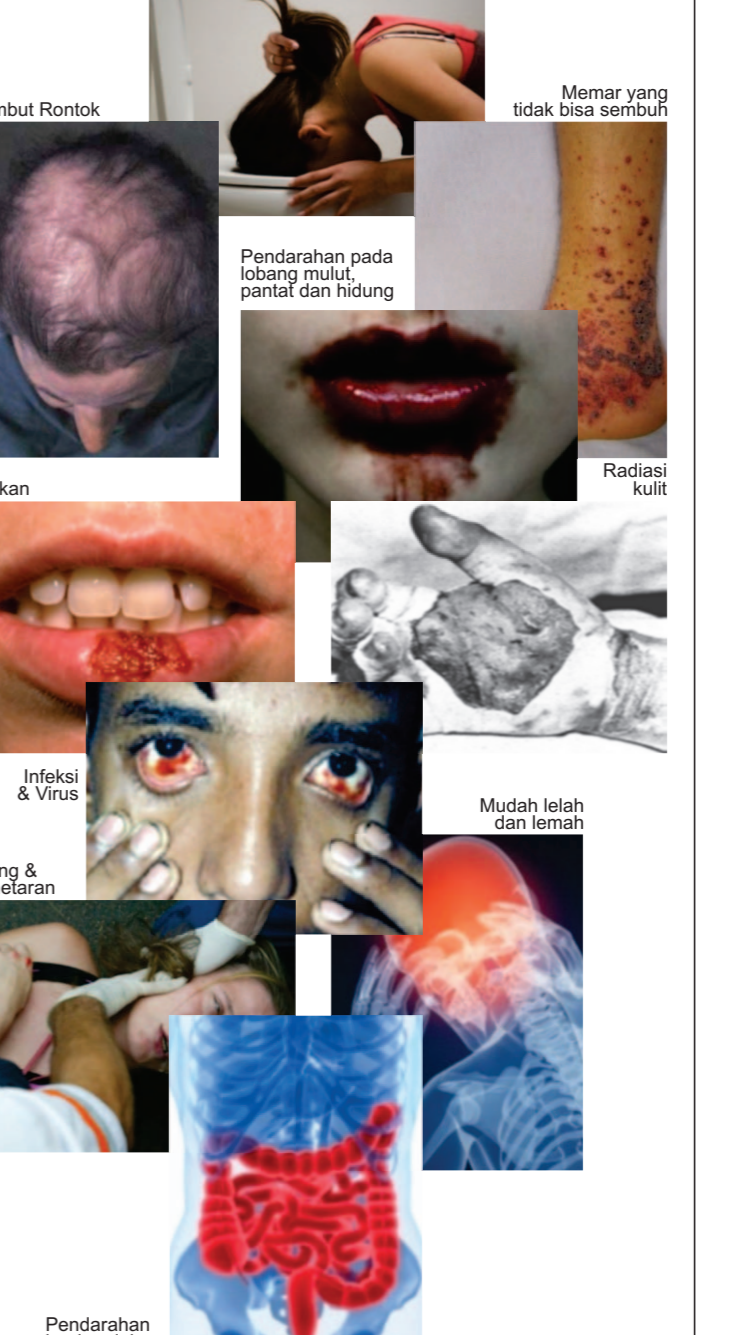 Memar yang
tidak bisa sembuh
Rontok
Pendarahan pada
lobang mulut,
pantat dan hidung
Radiasi
kulit
Infeksi
& Virus
Mudah lelah
dan lemah
&
Pendarahan